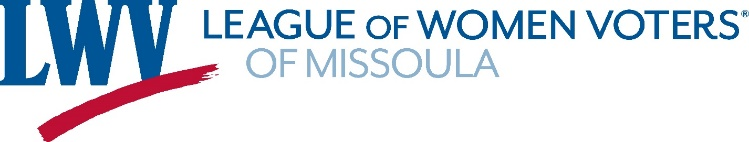 LWV LEAGUE OF WOMEN VOTERS®
OF MISSOULA